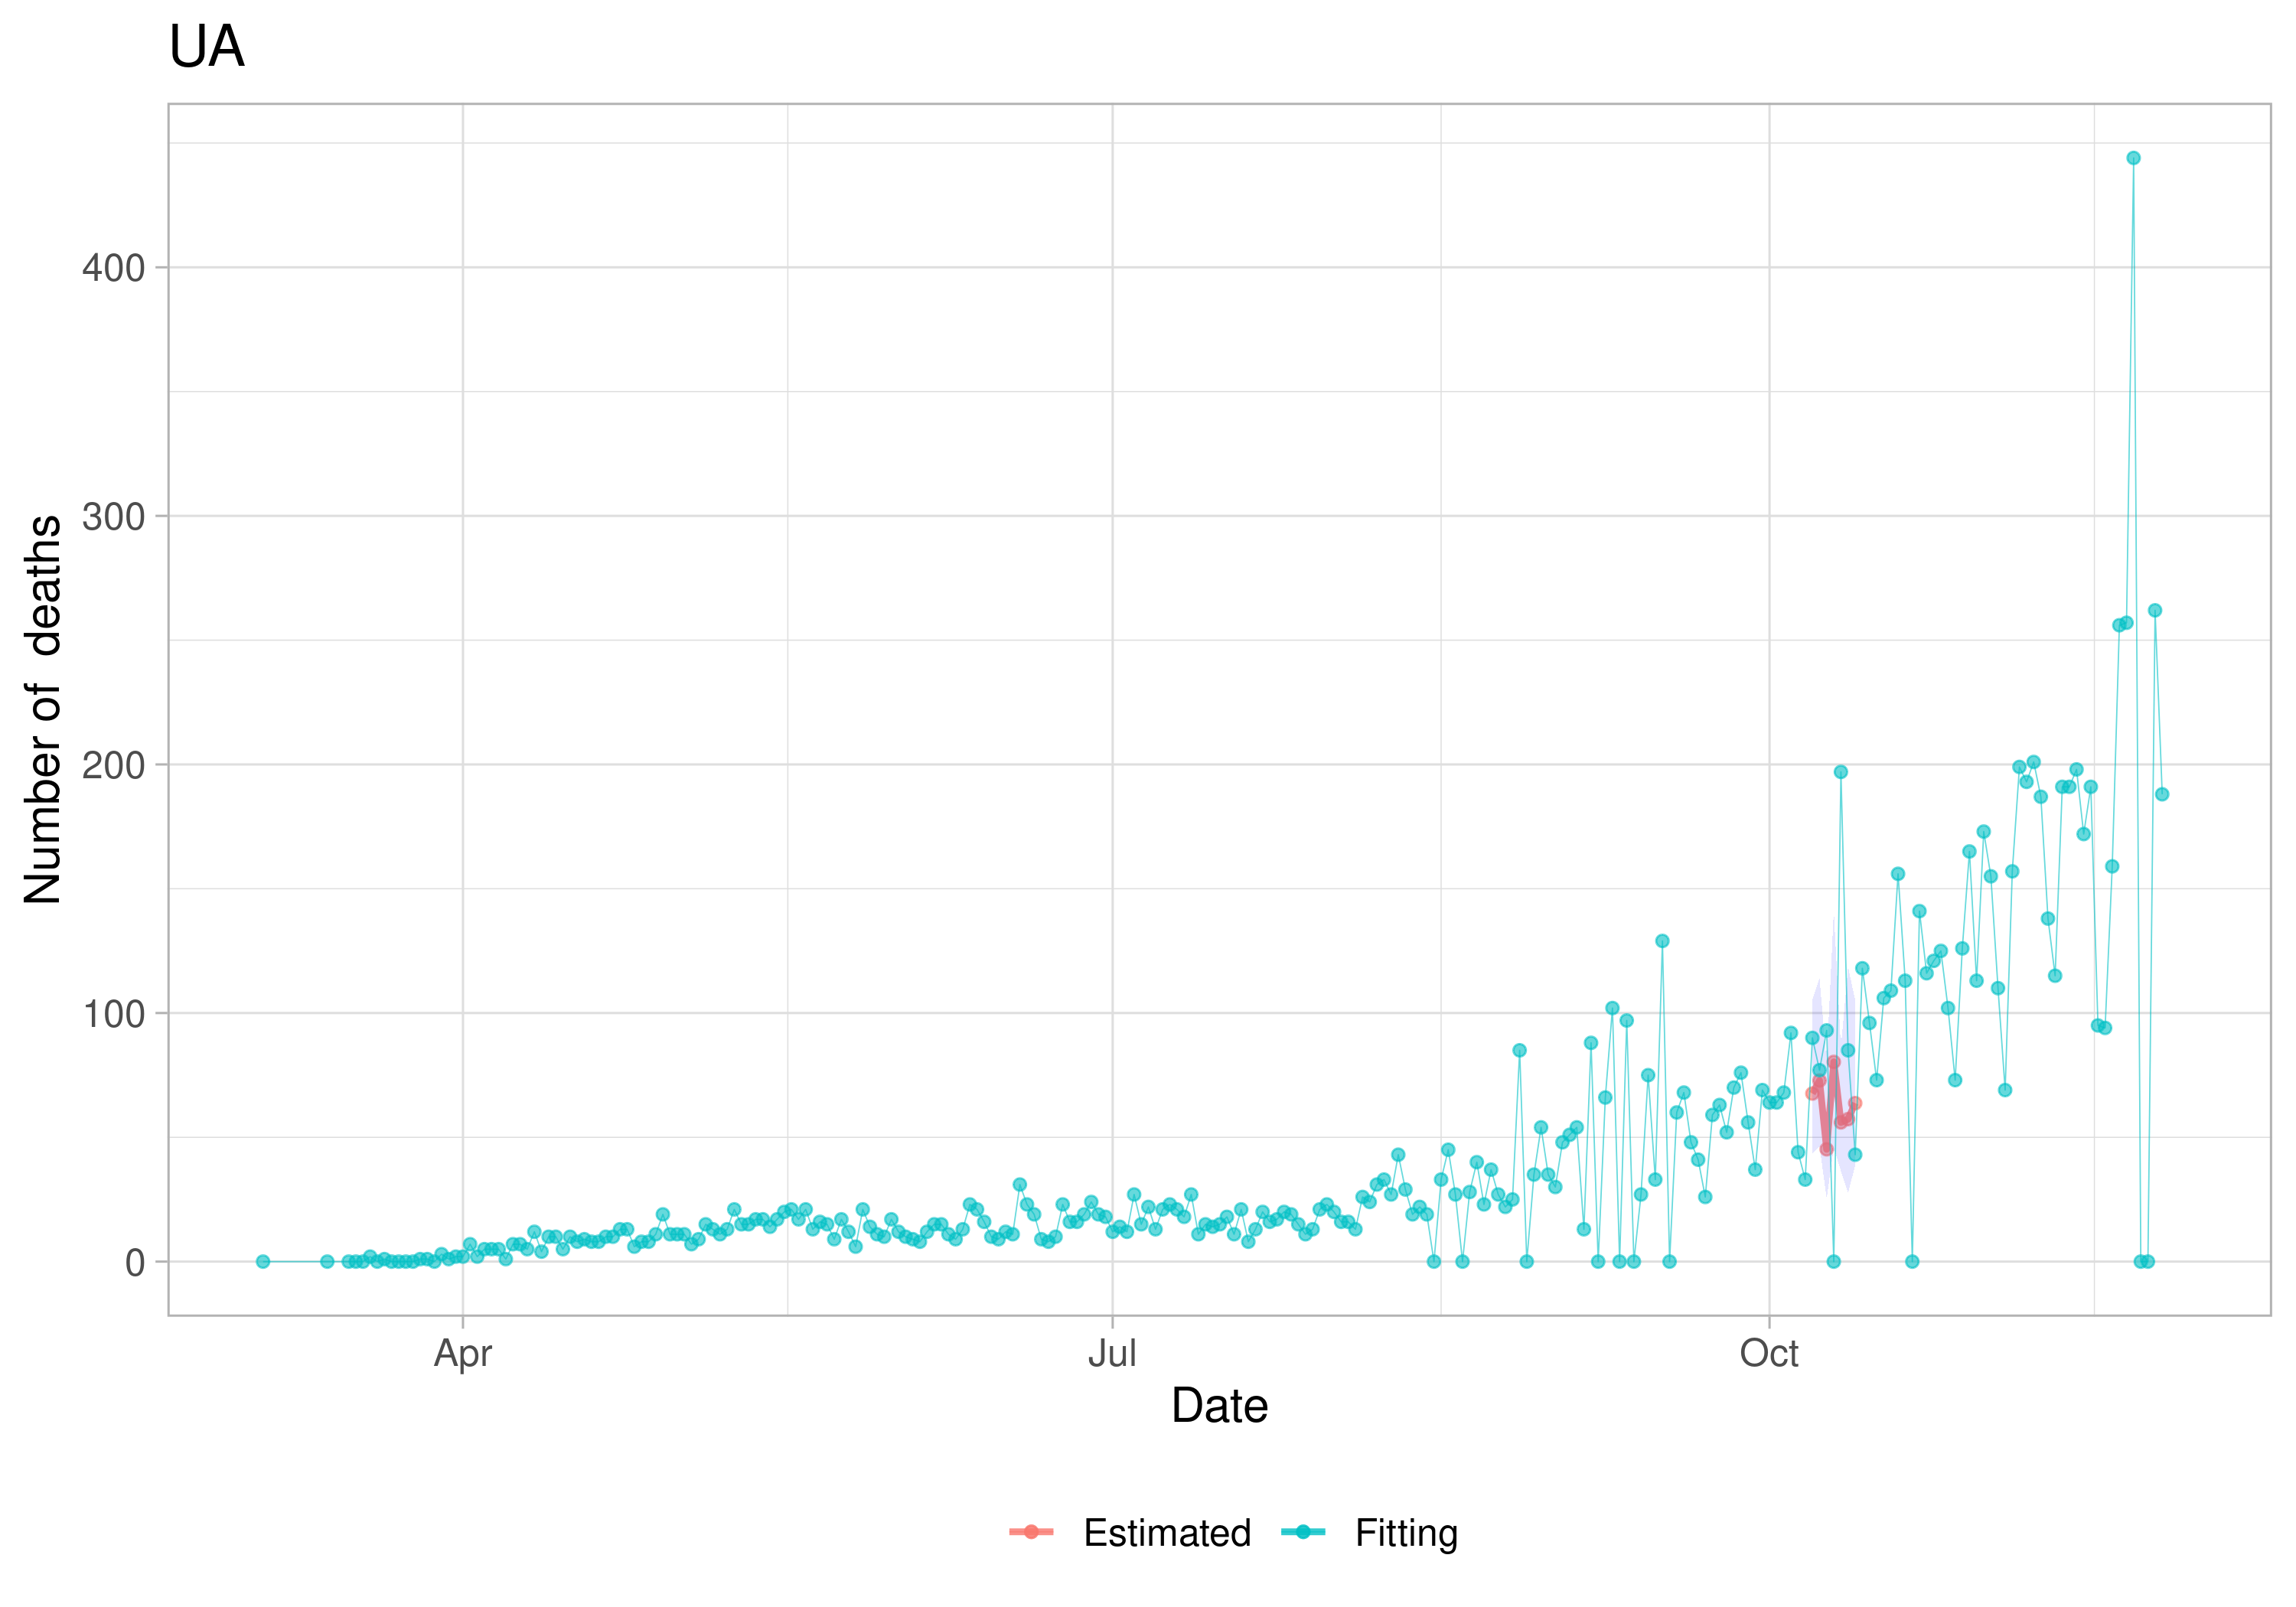 UA
Number of  deaths
400
300
200
100
0
Apr
Jul
Oct
Date
Estimated
Fitting